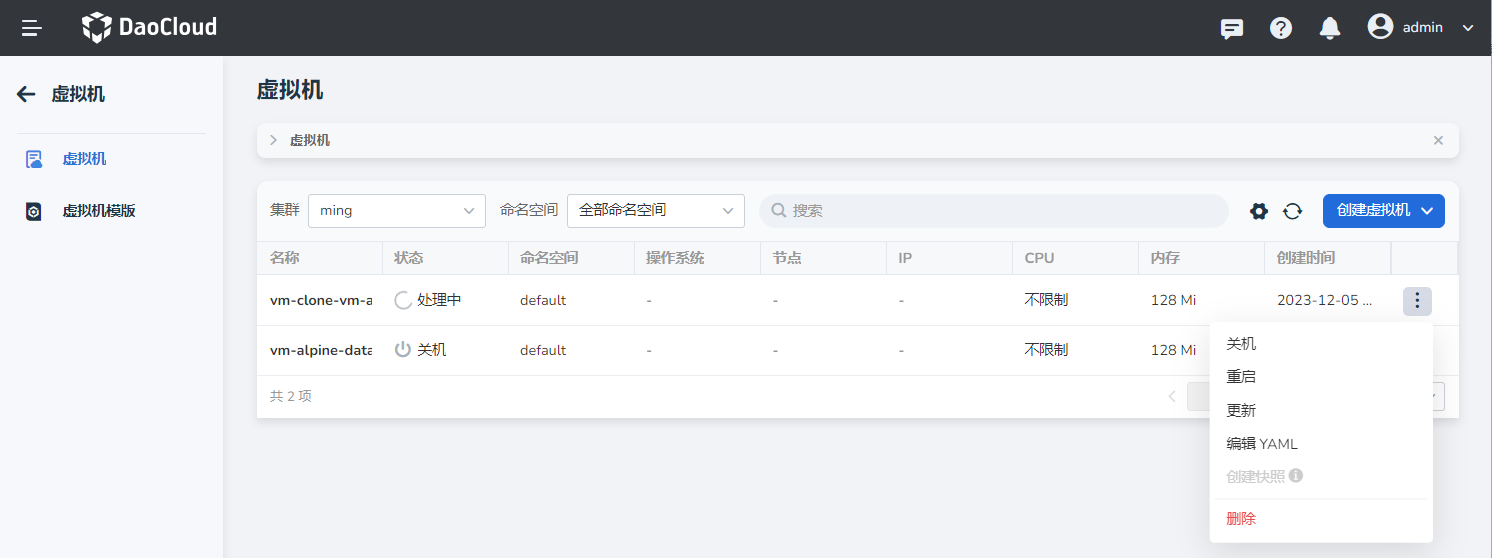 DaoCloud
admin
虚拟机
虚拟机
虚拟机模版
虚拟机
虚拟机
集群 ming 命名空间 全部命名空间 搜索 创建虚拟机
名称 状态 命名空间 操作系统 节点 IP CPU 内存 创建时间
vm-clone-vm-a 处理中 default - - - 不限制 128 Mi 2023-12-05 ...
vm-alpine-data 关机 default - - - 不限制 128 Mi
共 2 项
关机
重启
更新
编辑 YAML
创建快照
删除